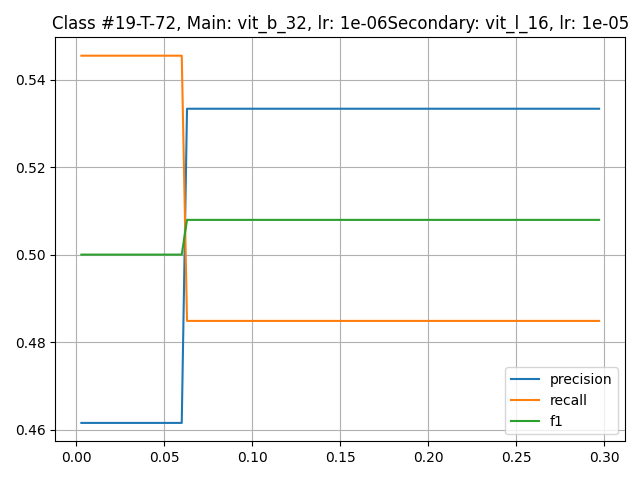 Class #19-T-72, Main: vit_b_32, lr: 1e-06Secondary: vit_l_16, lr: 1e-05
0.54
0.52
0.50
0.48
0.46
0.00 0.05 0.10 0.15 0.20 0.25 0.30
precision
recall
f1